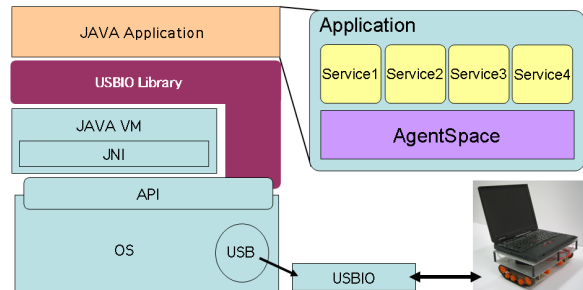 JAVA Application
USBIO Library
JAVA VM
JNI
API
OS
USB
USBIO
Application
Service1
Service2
Service3
Service4
AgentSpace